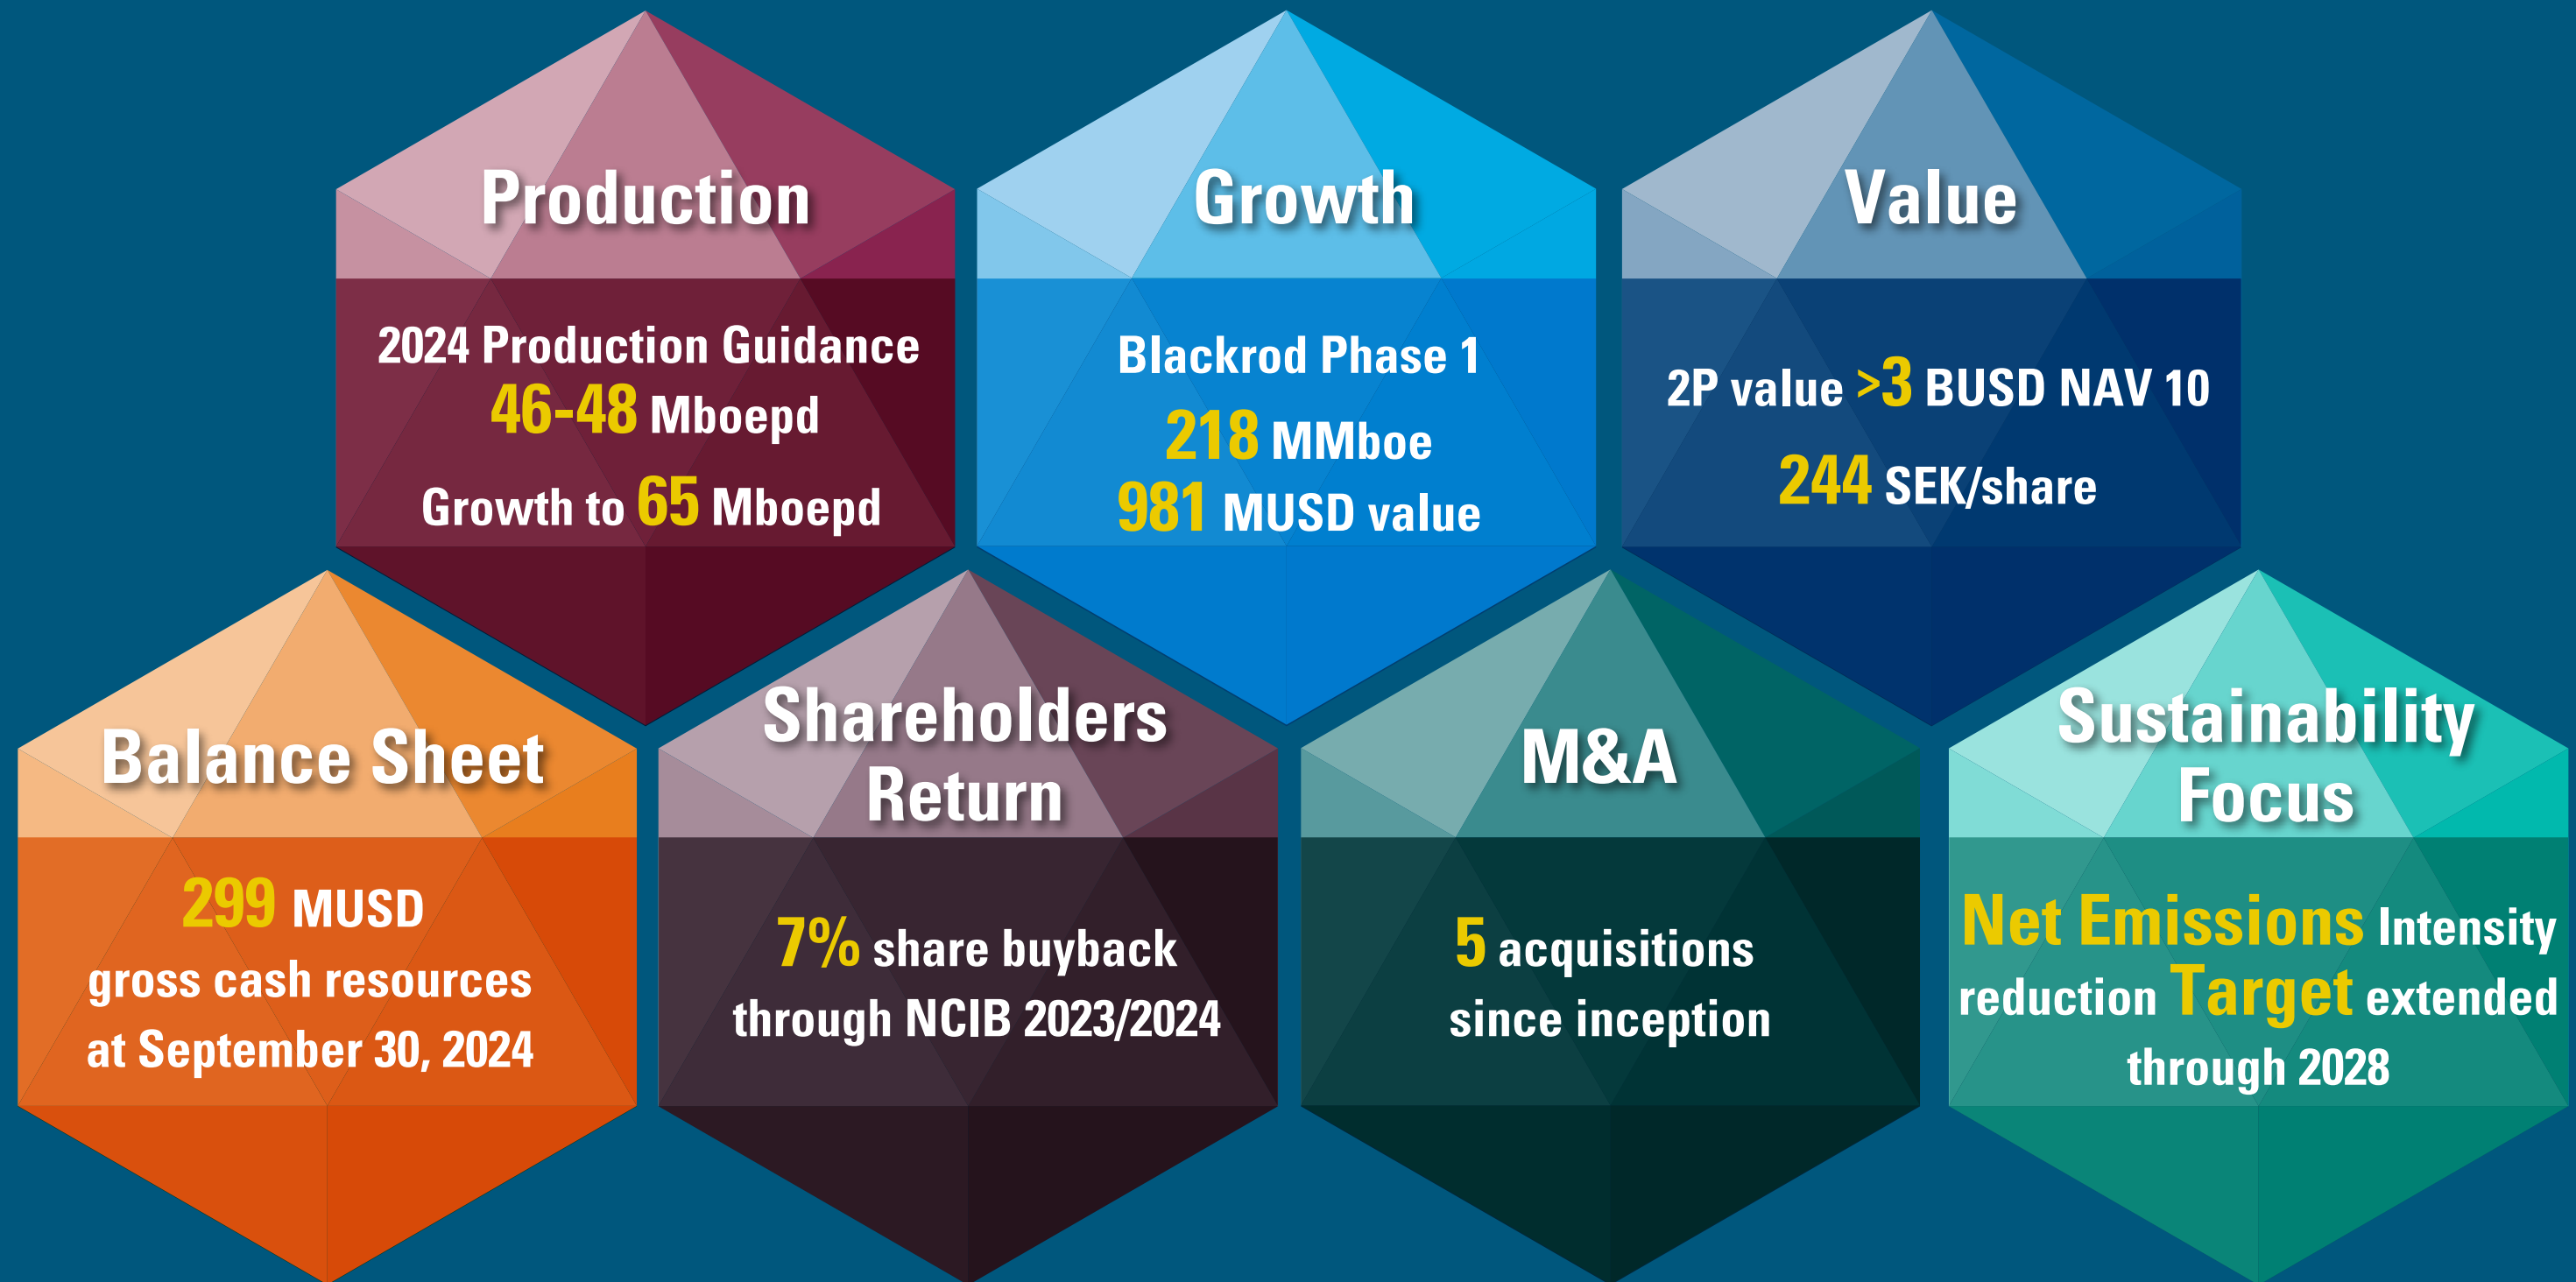 Production
2024 Production Guidance
46-48 Mboepd
Growth to 65 Mboepd
Growth
Blackrod Phase 1
218 MMboe
981 MUSD value
Value
2P value >3 BUSD NAV 10
244 SEK/share
Balance Sheet
299 MUSD
gross cash resources
at September 30, 2024
Shareholders
Return
7% share buyback
through NCIB 2023/2024
M&A
5 acquisitions
since inception
Sustainability
Focus
Net Emissions Intensity
reduction Target extended
through 2028